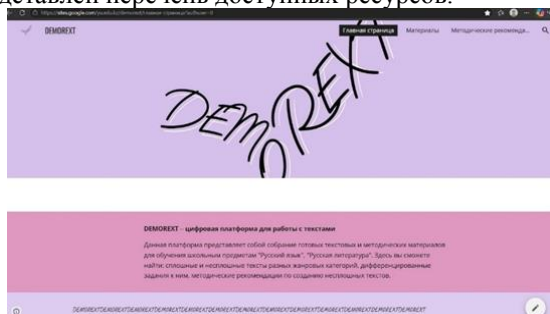 доступных ресурсов.
DEMOREXT
Главная страница Материалы Методические рекоменда...
DEMOREXT
DEMOREXT – цифровая платформа для работы с текстами
Данная платформа представляет собой собрание готовых текстовых и методических материалов
для обучения школьным предметам "Русский язык", "Русская литература". Здесь вы сможете
найти: сплошные и несплошные тексты разных жанровых категорий, дифференцированные
задания к ним, методические рекомендации по созданию несплошных текстов.
DEMOREXTDEMOREXTDEMOREXTDEMOREXTDEMOREXTDEMOREXTDEMOREXTDEMOREXTDEMOREXTDEMOREXT